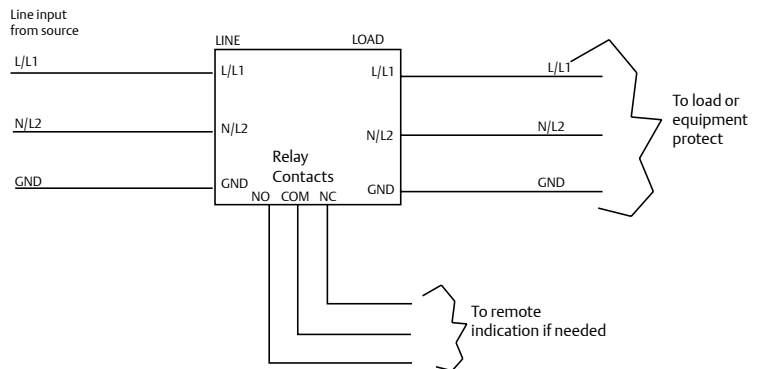 Line input
from source
LINE
LOAD
L/L1
L/L1
L/L1
L/L1
N/L2
N/L2
N/L2
N/L2
GND
GND
GND
GND
Relay
Contacts
NO COM NC
To load or
equipment
protect
To remote
indication if needed